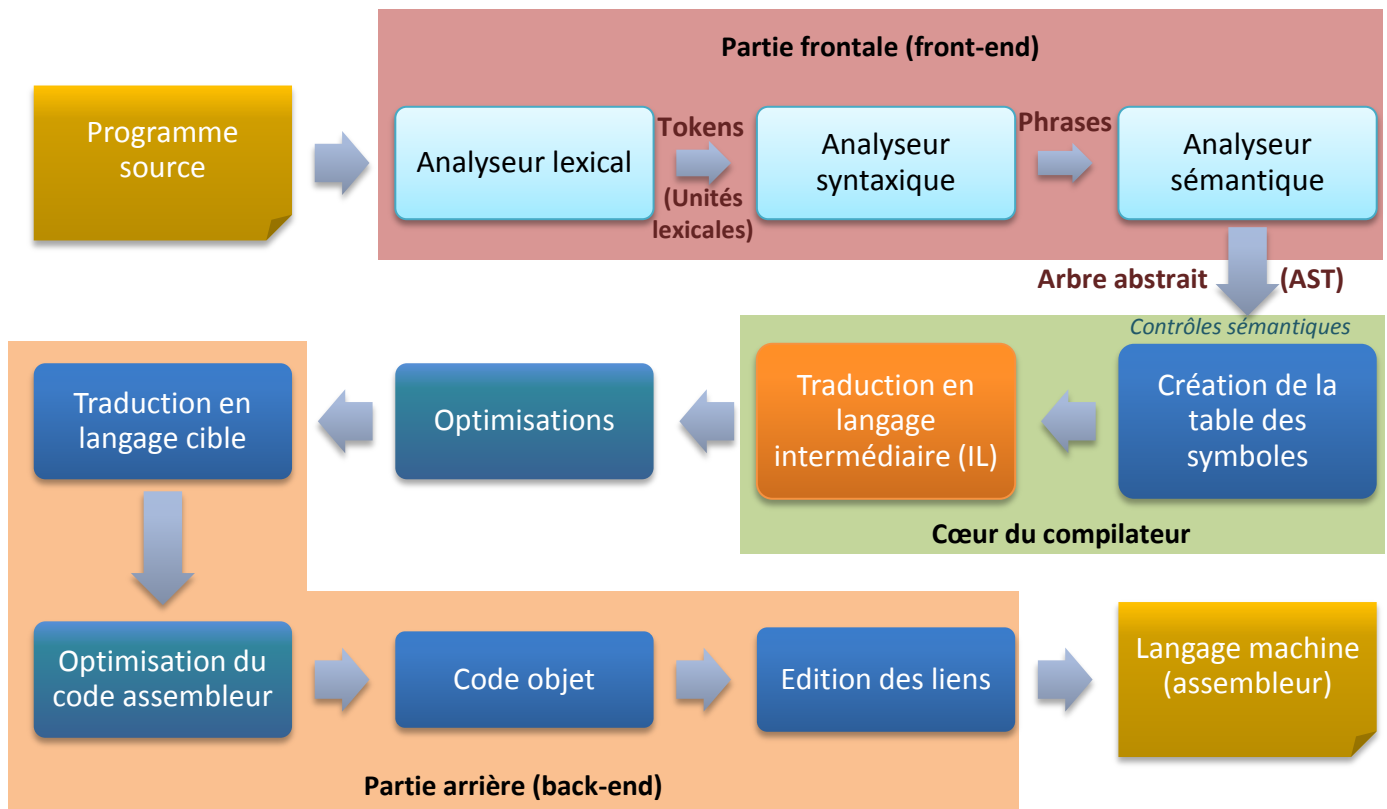 Partie frontale (front-end)
Programme
source
Analyseur lexical
Tokens
(Unités
lexicales)
Analyseur
syntaxique
Phrases
Analyseur
sémantique
Arbre abstrait
(AST)
Contrôles sémantiques
Création de la
table des
symboles
Traduction en
langage
intermédiaire (IL)
Cœur du compilateur
Optimisations
Traduction en
langage cible
Optimisation du
code assembleur
Code objet
Edition des liens
Langage machine
(assembleur)
Partie arrière (back-end)